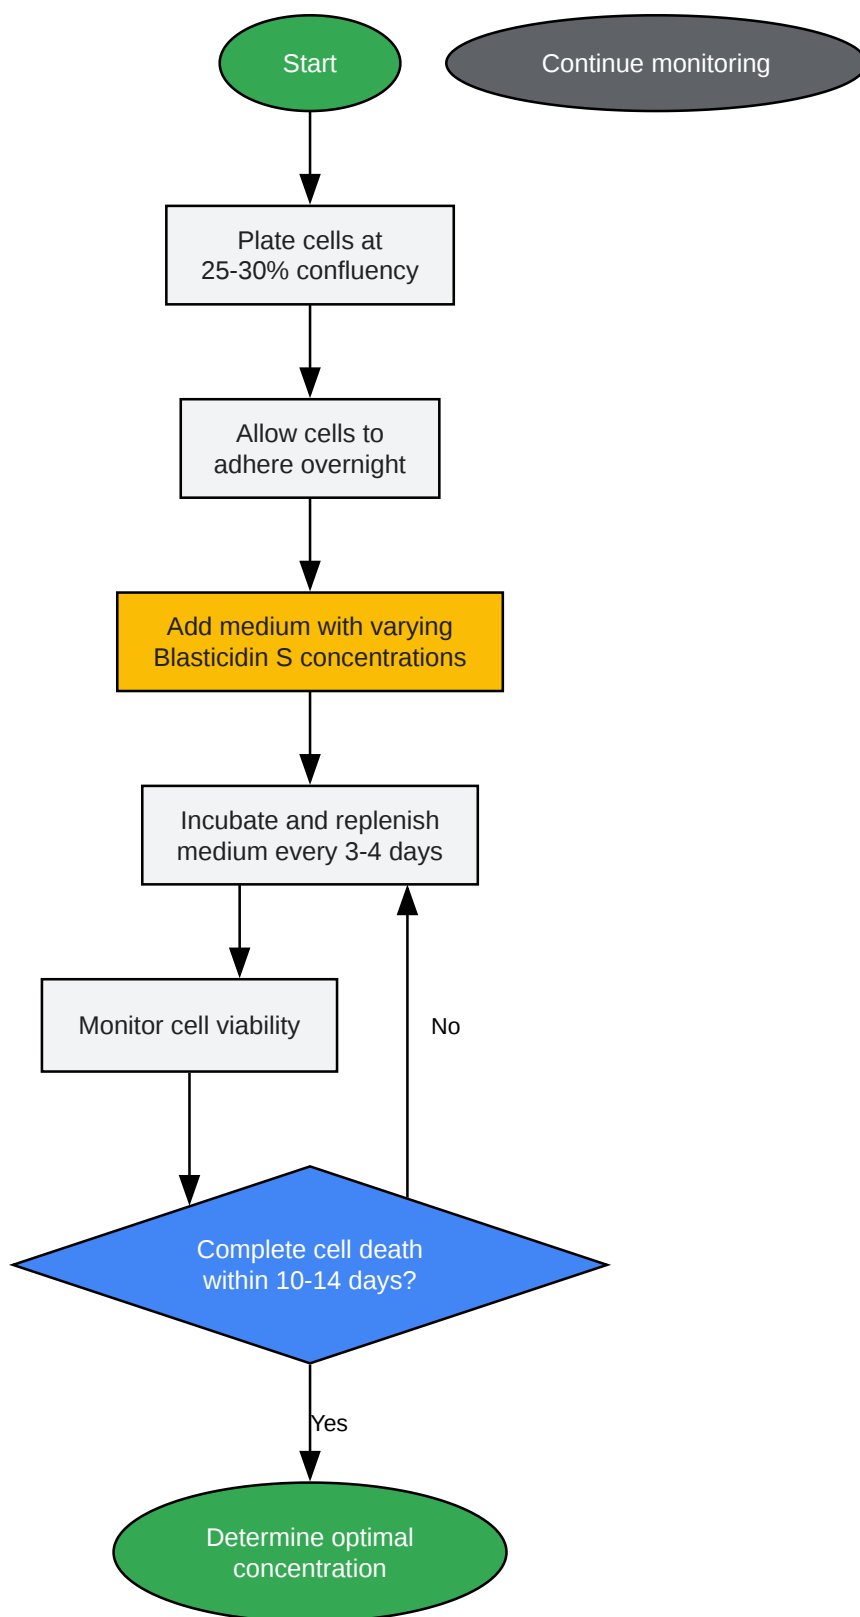 Start
Continue monitoring
Plate cells at
25-30% confluency
Allow cells to
adhere overnight
Add medium with varying
Blasticidin S concentrations
Incubate and replenish
medium every 3-4 days
Monitor cell viability
No
Complete cell death
within 10-14 days?
Yes
Determine optimal
concentration